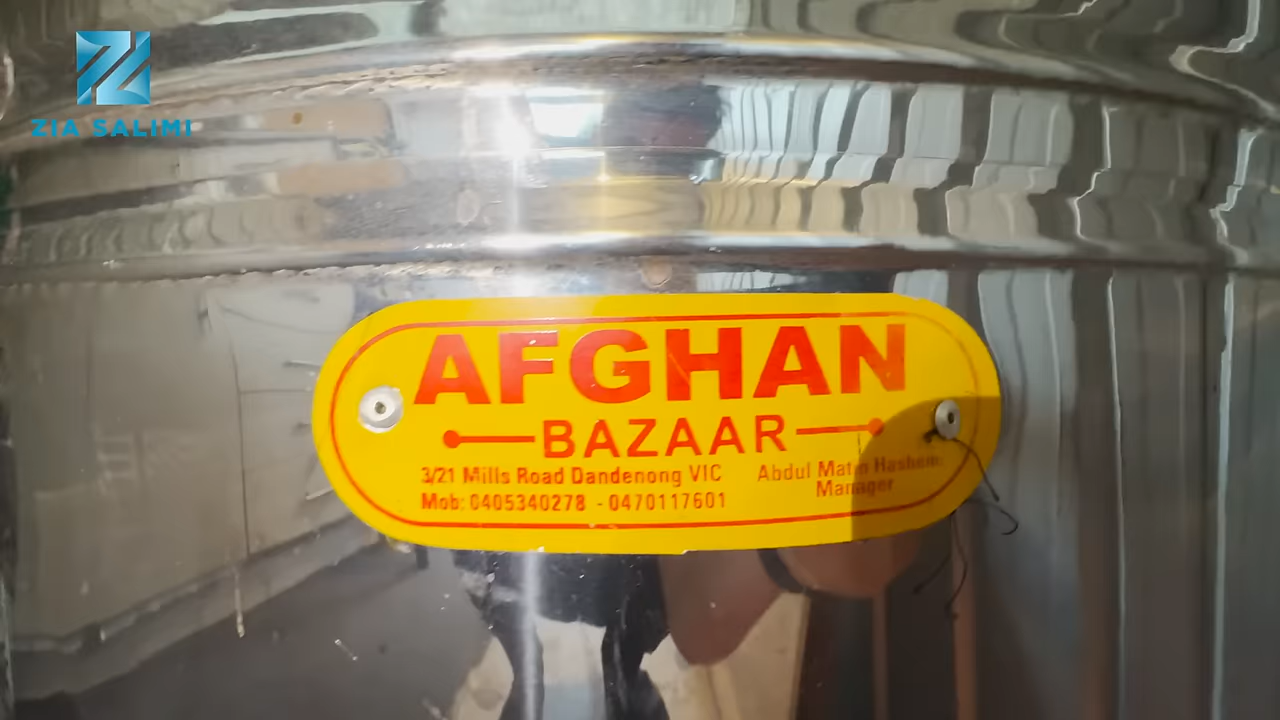 ZIA SALIMI
AFGHAN
BAZAAR
3/21 Mills Road Dandenong VIC
Mob: 0405340278 - 0470117601
Abdul Matin Hashemi
Manager